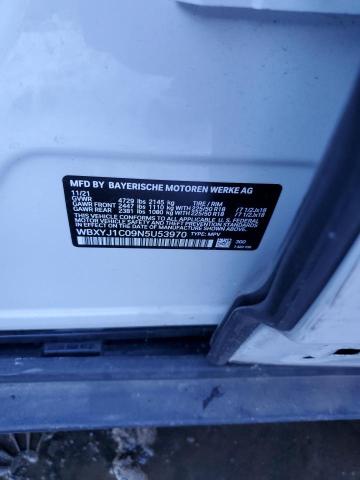 MFD BY BAYERISCHE MOTOREN WERKE AG
11/21
GVWR 4729 lbs 2145 kg TIRE / RIM
GAWR FRONT 2447 lbs 1110 kg WITH 225/50 R18 /7 1/2Jx18
GAWR REAR 2381 lbs 1080 kg WITH 225/50 R18 /7 1/2Jx18
THIS VEHICLE CONFORMS TO ALL APPLICABLE U.S. FEDERAL
MOTOR VEHICLE SAFETY AND THEFT PREVENTION STANDARDS
IN EFFECT ON THE DATE OF MANUFACTURE SHOWN ABOVE.
WBXYJ1C09N5U53970 TYPE: MPV
300